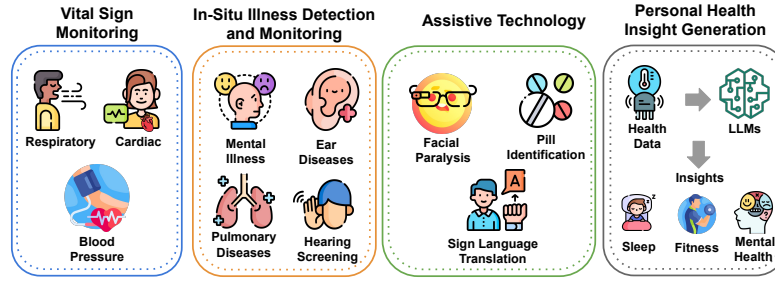 Vital Sign
Monitoring
Respiratory
Cardiac
Blood
Pressure
In-Situ Illness Detection
and Monitoring
Mental
Illness
Ear
Diseases
Pulmonary
Diseases
Hearing
Screening
Assistive Technology
Facial
Paralysis
Pill
Identification
A
Sign Language
Translation
Personal Health
Insight Generation
Health
Data
LLMs
Insights
z
z
Sleep
Fitness
Mental
Health